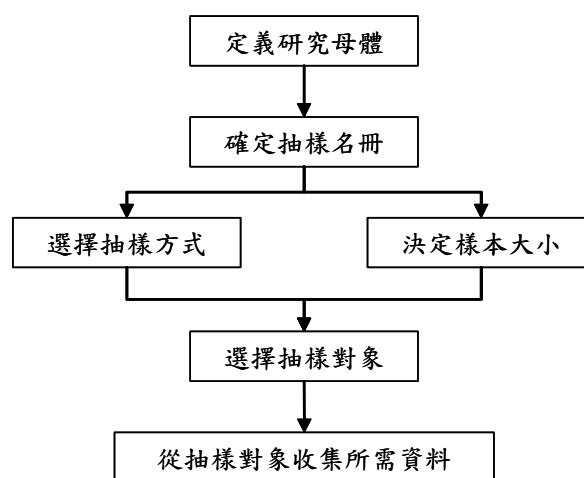 定義研究母體
確定抽樣名冊
選擇抽樣方式
決定樣本大小
選擇抽樣對象
從抽樣對象收集所需資料